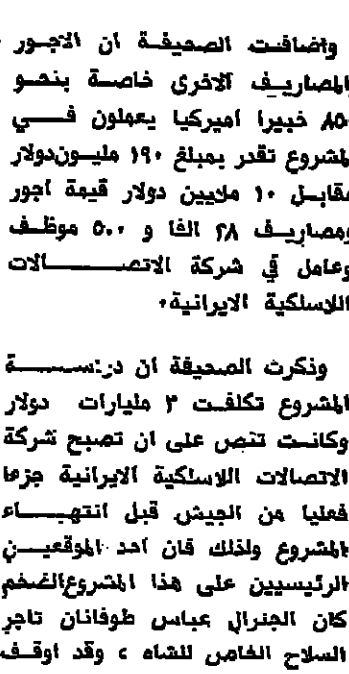 واضافت الصحيفة ان الاجور
المصاريف الاخرى خاصة بنحو
٨٥٠ خبيرا اميركيا يعملون في
لمشروع تقدر بمبلغ ١٩٠ مليون دولار
مقابل ١٠ ملايين دولار قيمة اجور
ومصاريف ٢٨ الفا و ٥٠٠ موظف
وعامل في شركة الاتصالات
اللاسلكية الايرانية٠
وذكرت الصحيفة ان دراسة
المشروع تكلفت ٣ مليارات دولار
وكانت تنص على ان تصبح شركة
الاتصالات اللاسلكية الايرانية جزءا
فعليا من الجيش قبل انتهاء
المشروع ولذلك فان احد الموقعين
الرئيسيين على هذا المشروع الضخم
كان الجنرال عباس طوفانان تاجر
السلاح الخاص للشاه ، وقد اوقف